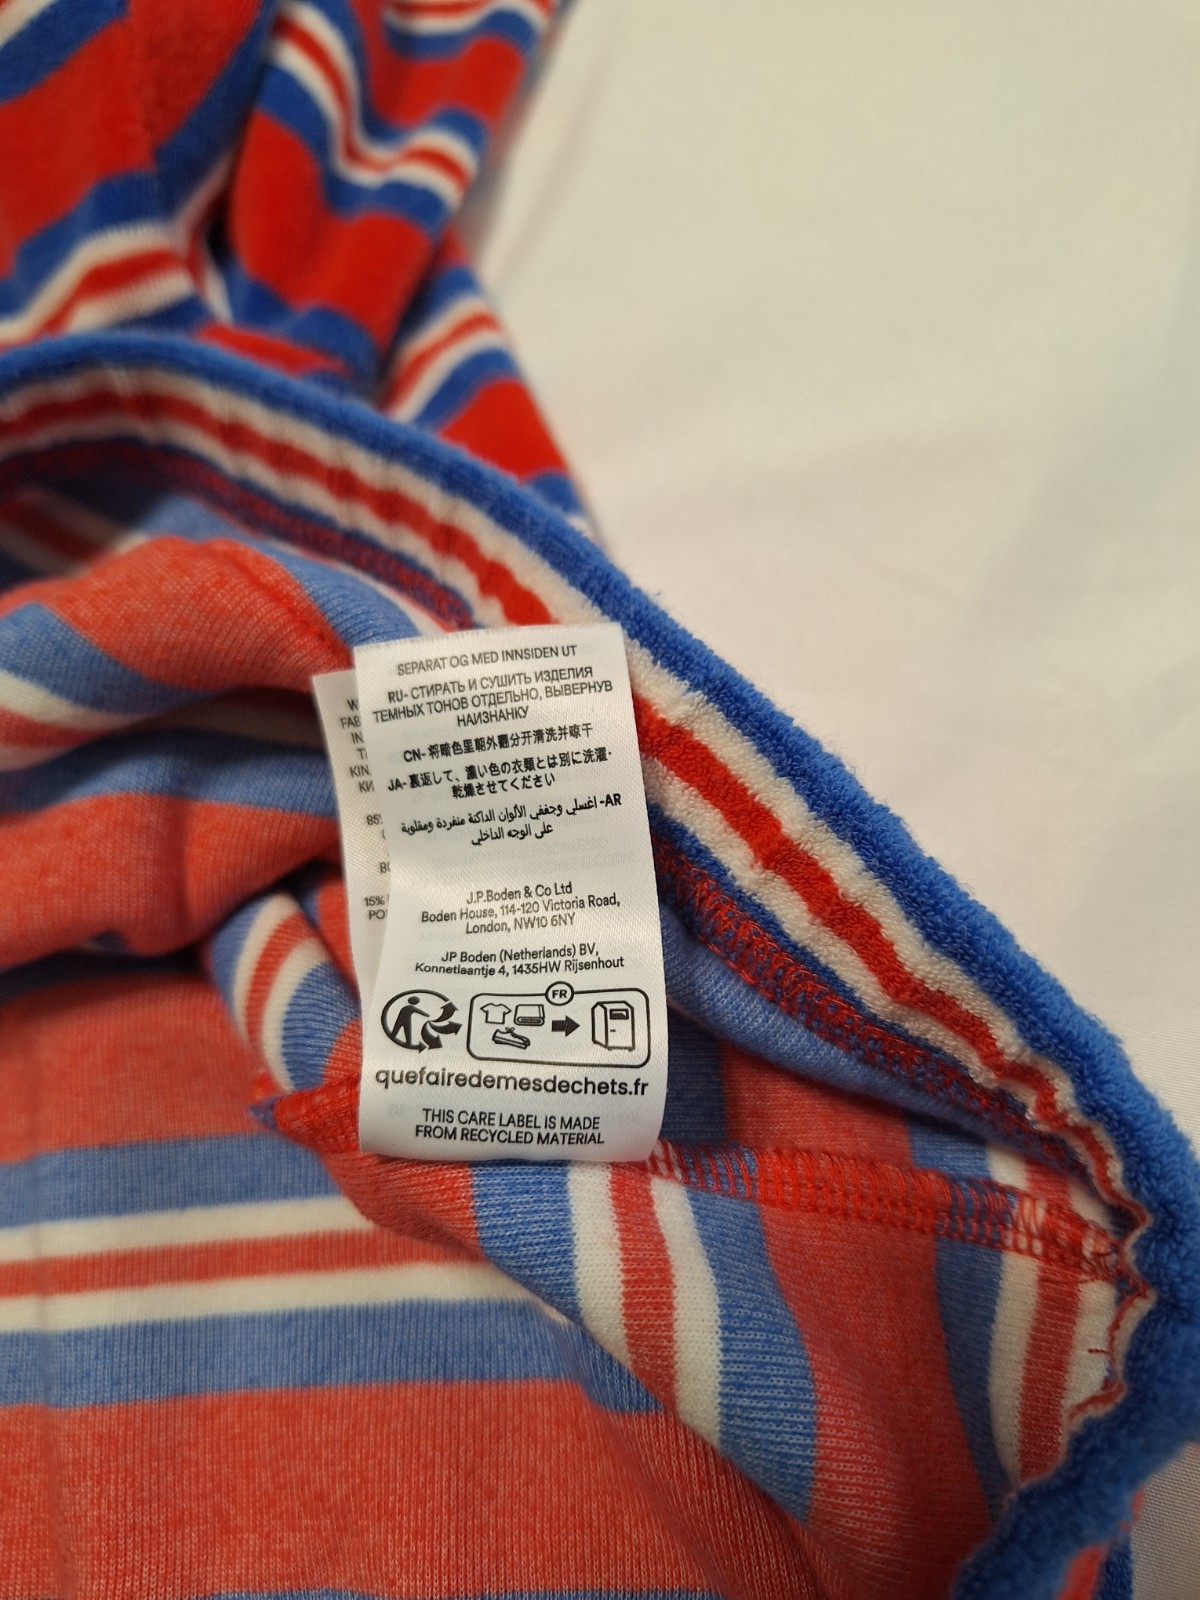 SEPARAT OG MED INNSIDEN UT
RU- СТИРАТЬ И СУШИТЬ ИЗДЕЛИЯ
ТЕМНЫХ ТОНОВ ОТДЕЛЬНО, ВЫВЕРНУВ
НАИЗНАНКУ
CN- 将暗色里朝外翻分开清洗并晾干
JA- 裏返して、濃い色の衣類とは別に洗濯・
乾燥させてください
AR- اغسلي وجففي الألوان الداكنة منفردة ومقلوبة
على الوجه الداخلي
J.P.Boden & Co Ltd
Boden House, 114-120 Victoria Road,
London, NW10 6NY
JP Boden (Netherlands) BV,
Konnetlaantje 4, 1435HW Rijsenhout
FR
quefairedemesdechets.fr
THIS CARE LABEL IS MADE
FROM RECYCLED MATERIAL
15%